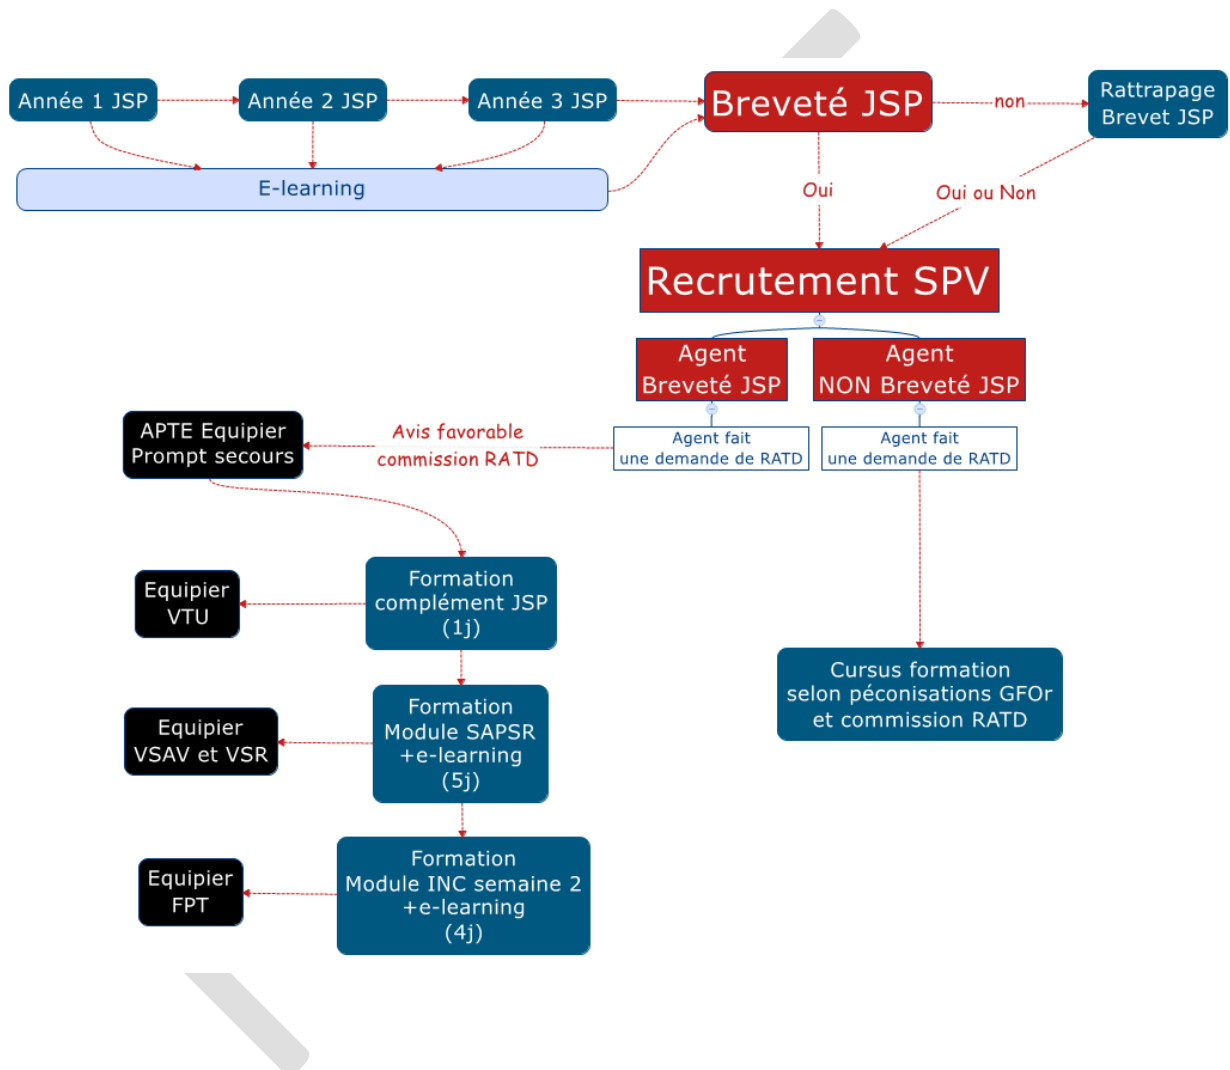 Année 1 JSP
Année 2 JSP
Année 3 JSP
Breveté JSP
non
Rattrapage
Brevet JSP
E-learning
Oui
Oui ou Non
Recrutement SPV
Agent
Breveté JSP
Agent
NON Breveté JSP
Agent fait
une demande de RATD
Agent fait
une demande de RATD
Avis favorable
commission RATD
APTE Equipier
Prompt secours
Formation
complément JSP
(1j)
Equipier
VTU
Formation
Module SAPSR
+e-learning
(5j)
Equipier
VSAV et VSR
Cursus formation
selon péconisations GFOr
et commission RATD
Formation
Module INC semaine 2
+e-learning
(4j)
Equipier
FPT